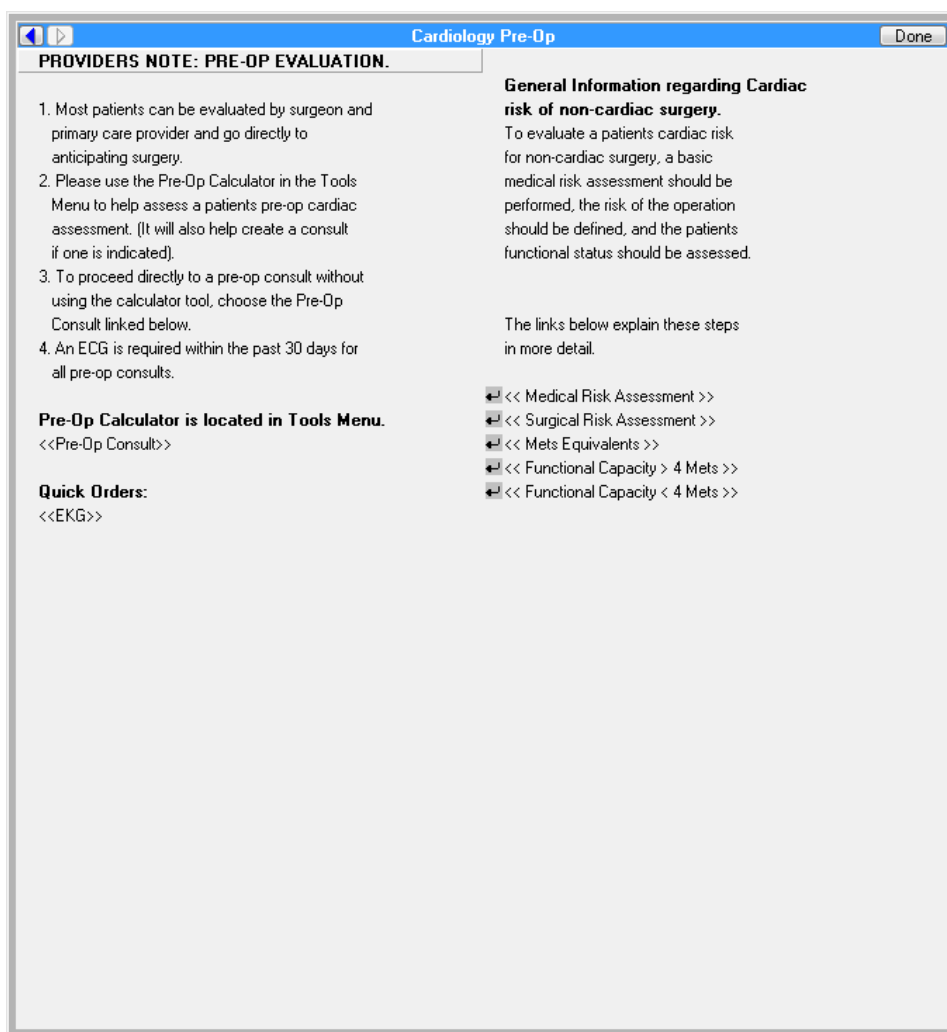 Cardiology Pre-Op
Done
PROVIDERS NOTE: PRE-OP EVALUATION.
1. Most patients can be evaluated by surgeon and
primary care provider and go directly to
anticipating surgery.
2. Please use the Pre-Op Calculator in the Tools
Menu to help assess a patients pre-op cardiac
assessment. (It will also help create a consult
if one is indicated).
3. To proceed directly to a pre-op consult without
using the calculator tool, choose the Pre-Op
Consult linked below.
4. An ECG is required within the past 30 days for
all pre-op consults.
Pre-Op Calculator is located in Tools Menu.
<<Pre-Op Consult>>
Quick Orders:
<<EKG>>
General Information regarding Cardiac
risk of non-cardiac surgery.
To evaluate a patients cardiac risk
for non-cardiac surgery, a basic
medical risk assessment should be
performed, the risk of the operation
should be defined, and the patients
functional status should be assessed.
The links below explain these steps
in more detail.
<< Medical Risk Assessment >>
<< Surgical Risk Assessment >>
<< Mets Equivalents >>
<< Functional Capacity > 4 Mets >>
<< Functional Capacity < 4 Mets >>